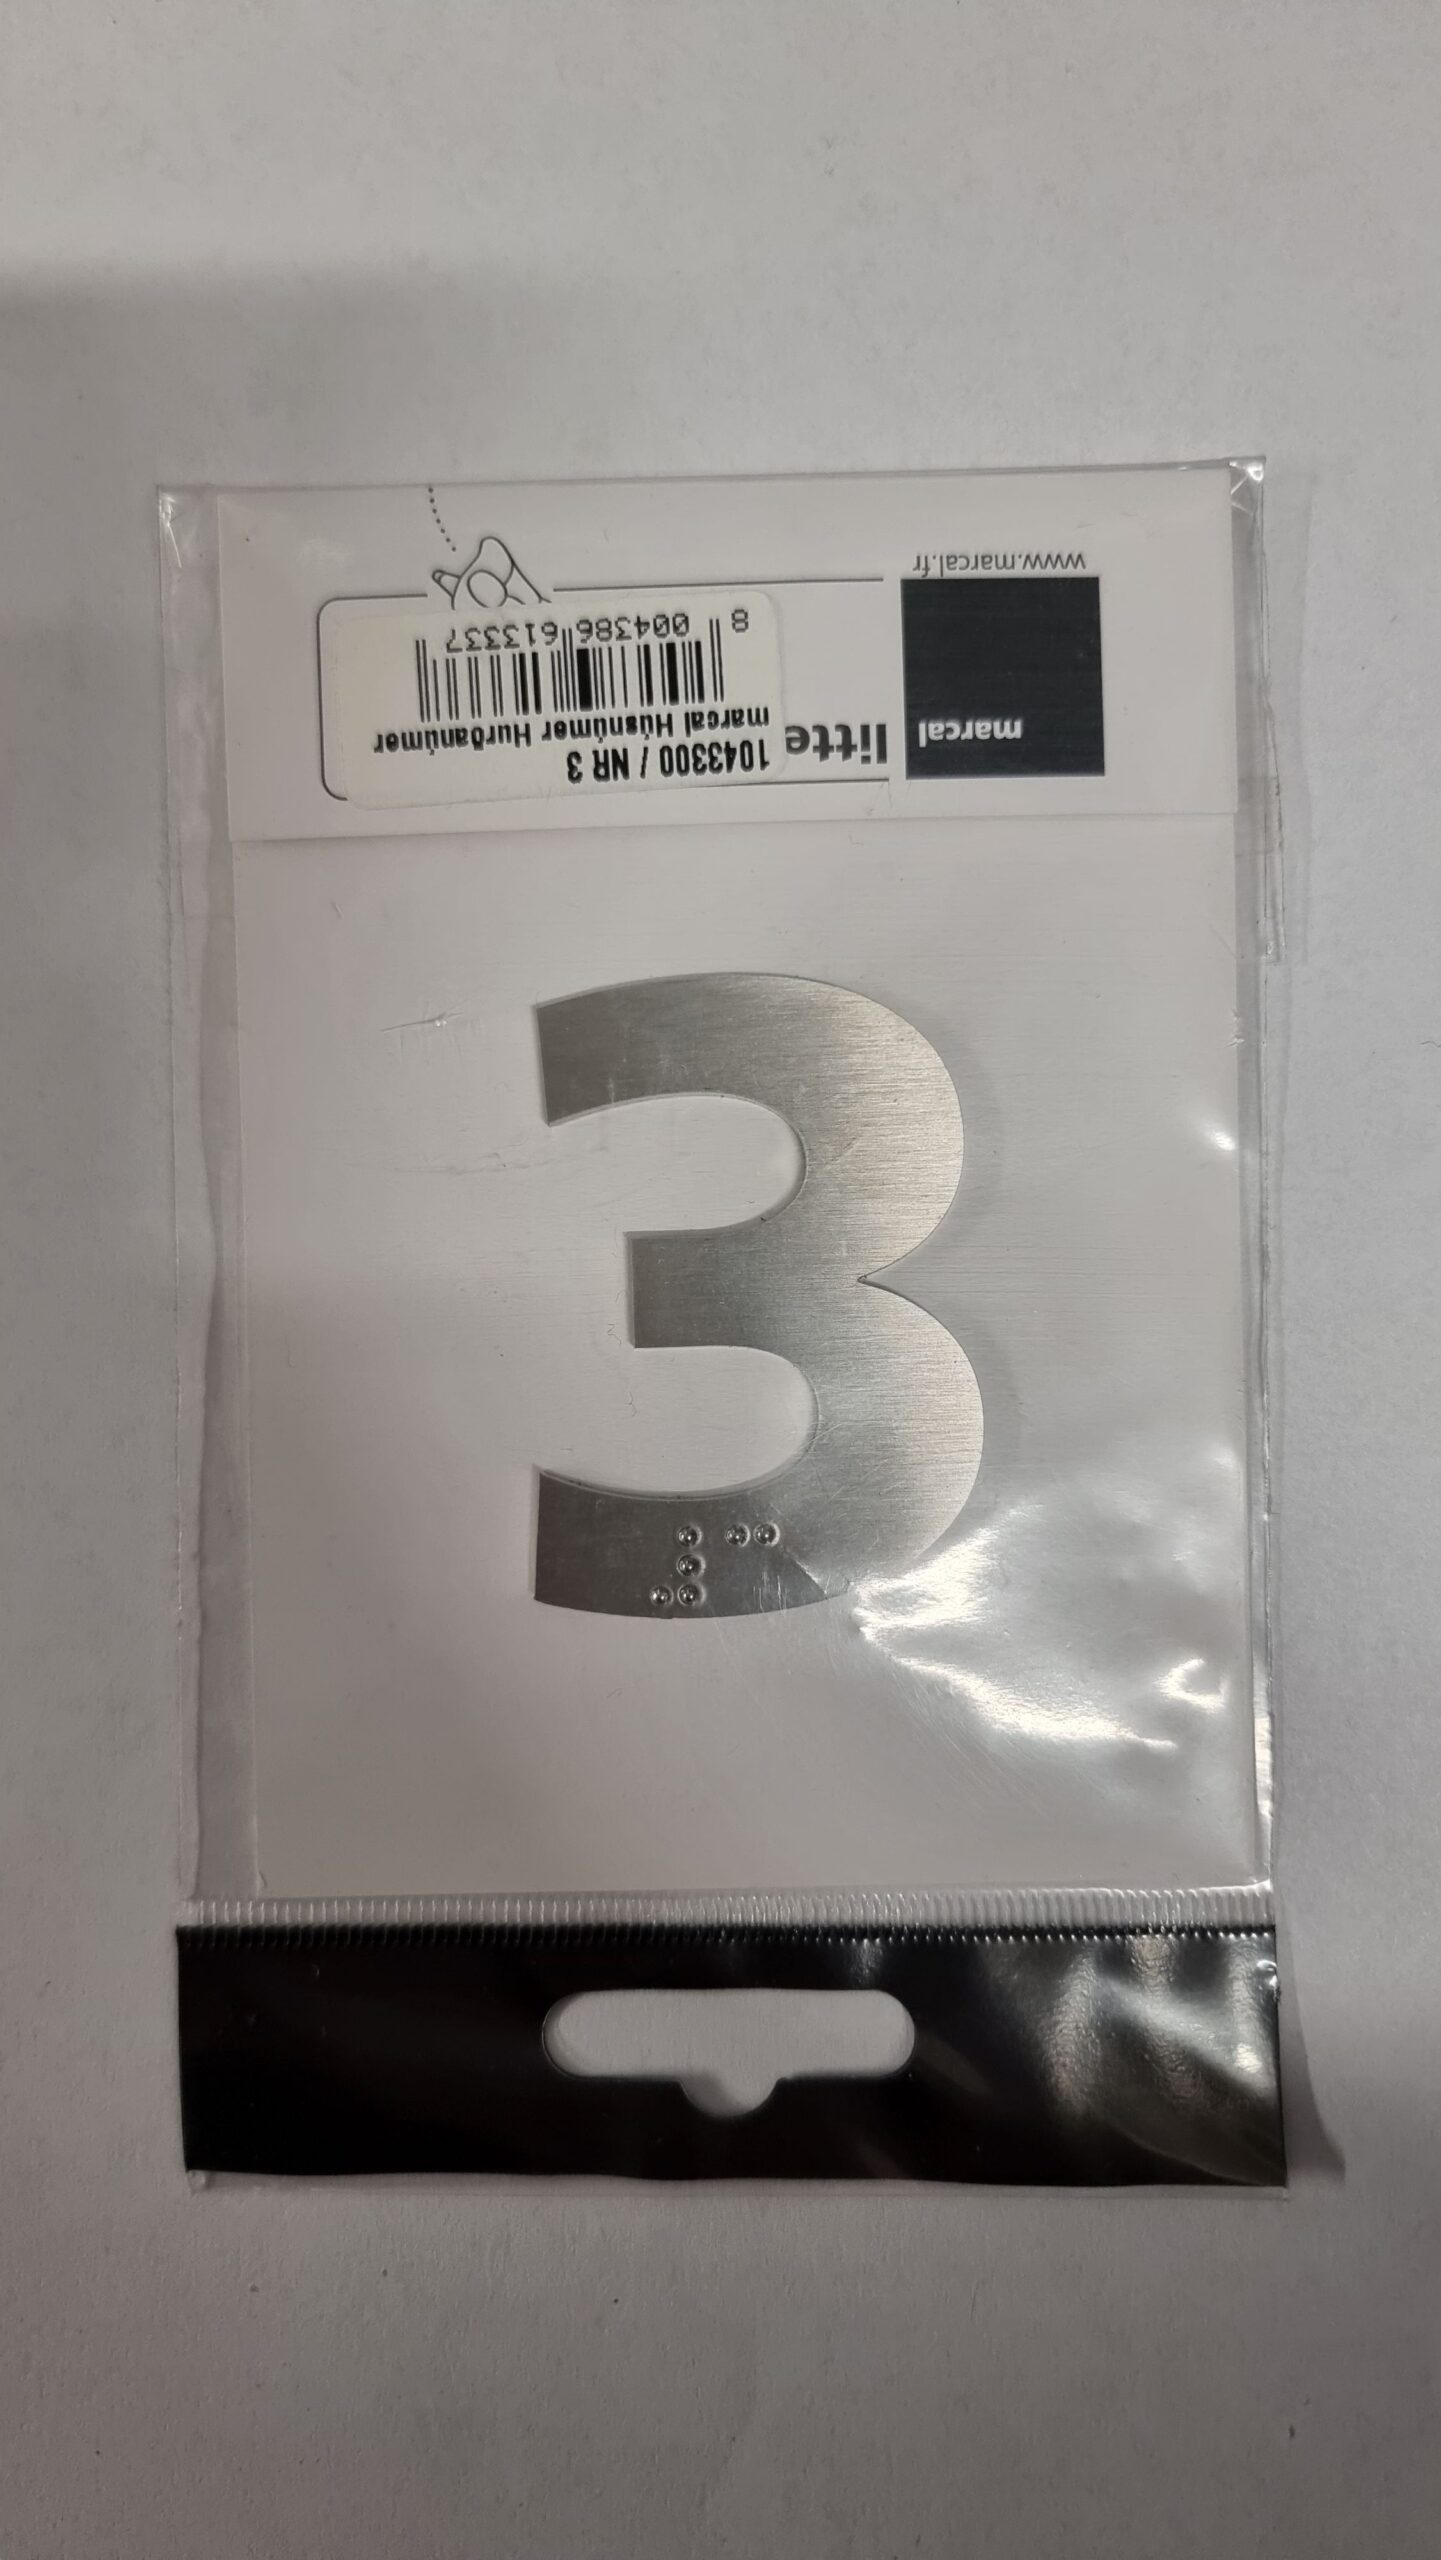 3
⠼⠉
marcal
litte
1043300 / NR 3
marcal Húsnúmer Hurðanúmer
8 004386 613337
www.marcal.fr